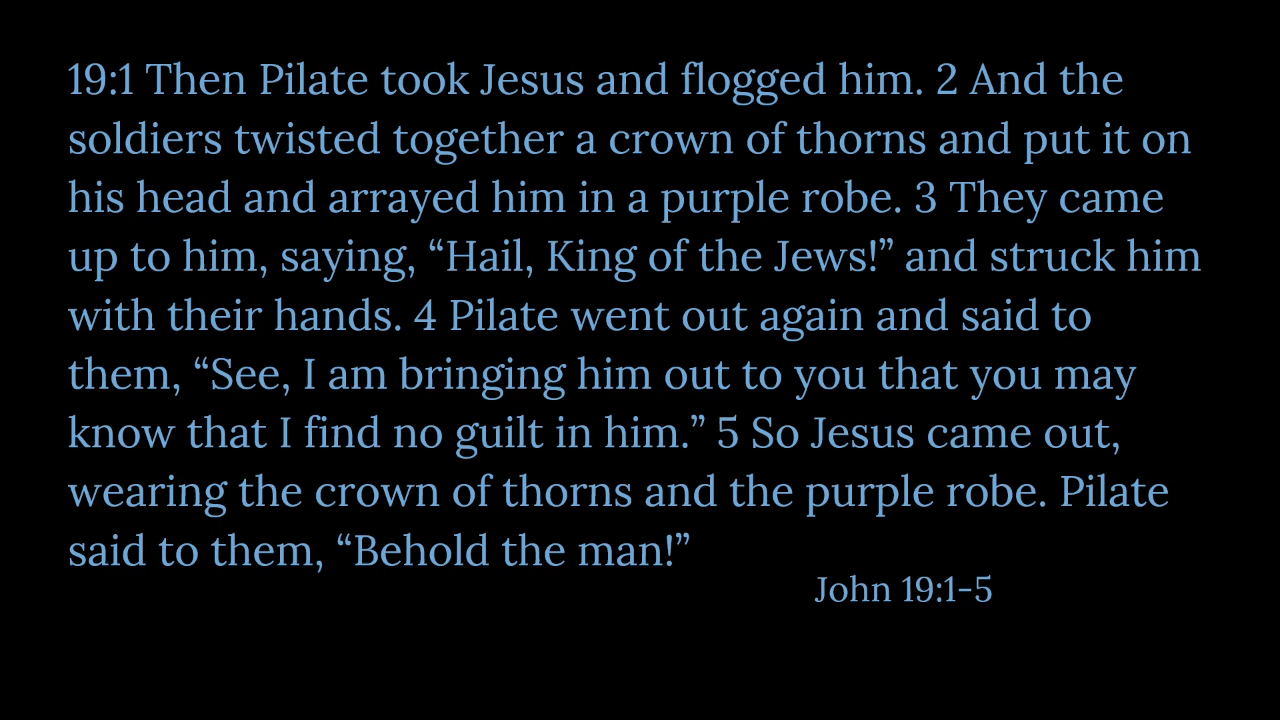 19:1 Then Pilate took Jesus and flogged him. 2 And the
soldiers twisted together a crown of thorns and put it on
his head and arrayed him in a purple robe. 3 They came
up to him, saying, “Hail, King of the Jews!” and struck him
with their hands. 4 Pilate went out again and said to
them, “See, I am bringing him out to you that you may
know that I find no guilt in him.” 5 So Jesus came out,
wearing the crown of thorns and the purple robe. Pilate
said to them, “Behold the man!”
John 19:1-5